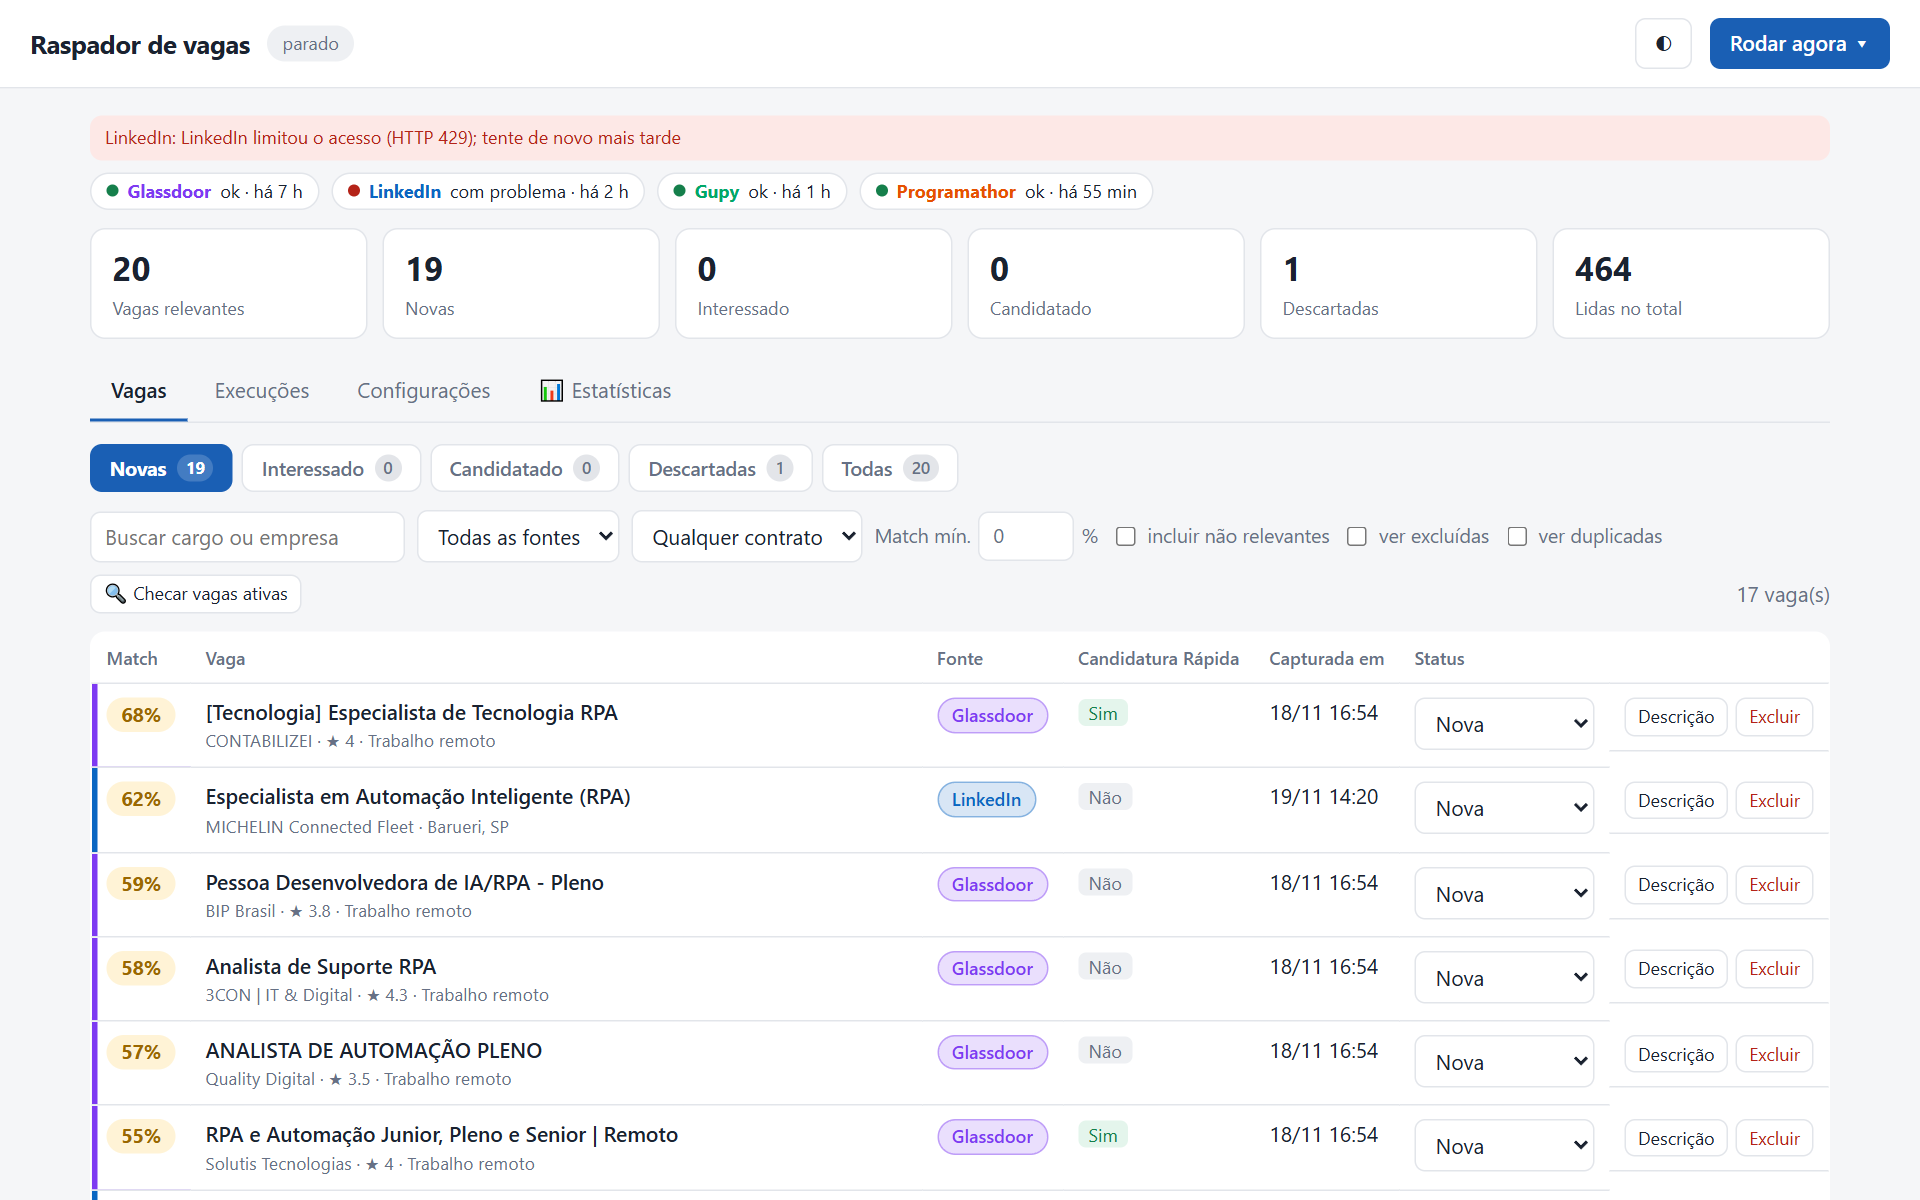 Raspador de vagas parado Rodar agora ▼
LinkedIn: LinkedIn limitou o acesso (HTTP 429); tente de novo mais tarde
Glassdoor ok · há 7 h LinkedIn com problema · há 2 h Gupy ok · há 1 h Programathor ok · há 55 min
20 19 0 0 1 464
Vagas relevantes Novas Interessado Candidatado Descartadas Lidas no total
Vagas Execuções Configurações Estatísticas
Novas 19 Interessado 0 Candidatado 0 Descartadas 1 Todas 20
Buscar cargo ou empresa Todas as fontes Qualquer contrato Match mín. 0 % incluir não relevantes ver excluídas ver duplicadas
Checar vagas ativas 17 vaga(s)
Match Vaga Fonte Candidatura Rápida Capturada em Status
68% [Tecnologia] Especialista de Tecnologia RPA Glassdoor Sim 18/11 16:54 Nova Descrição Excluir
CONTABILIZEI · ★ 4 · Trabalho remoto
62% Especialista em Automação Inteligente (RPA) LinkedIn Não 19/11 14:20 Nova Descrição Excluir
MICHELIN Connected Fleet · Barueri, SP
59% Pessoa Desenvolvedora de IA/RPA - Pleno Glassdoor Não 18/11 16:54 Nova Descrição Excluir
BIP Brasil · ★ 3.8 · Trabalho remoto
58% Analista de Suporte RPA Glassdoor Não 18/11 16:54 Nova Descrição Excluir
3CON | IT & Digital · ★ 4.3 · Trabalho remoto
57% ANALISTA DE AUTOMAÇÃO PLENO Glassdoor Não 18/11 16:54 Nova Descrição Excluir
Quality Digital · ★ 3.5 · Trabalho remoto
55% RPA e Automação Junior, Pleno e Senior | Remoto Glassdoor Sim 18/11 16:54 Nova Descrição Excluir
Solutis Tecnologias · ★ 4 · Trabalho remoto